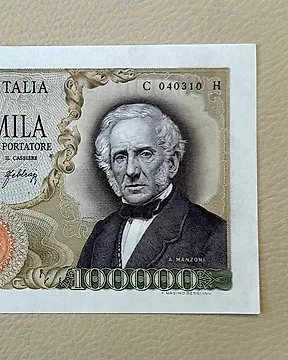 ITALIA C 040310 H
MILA
PORTATORE
IL CASSIERE
A. MANZONI
100000